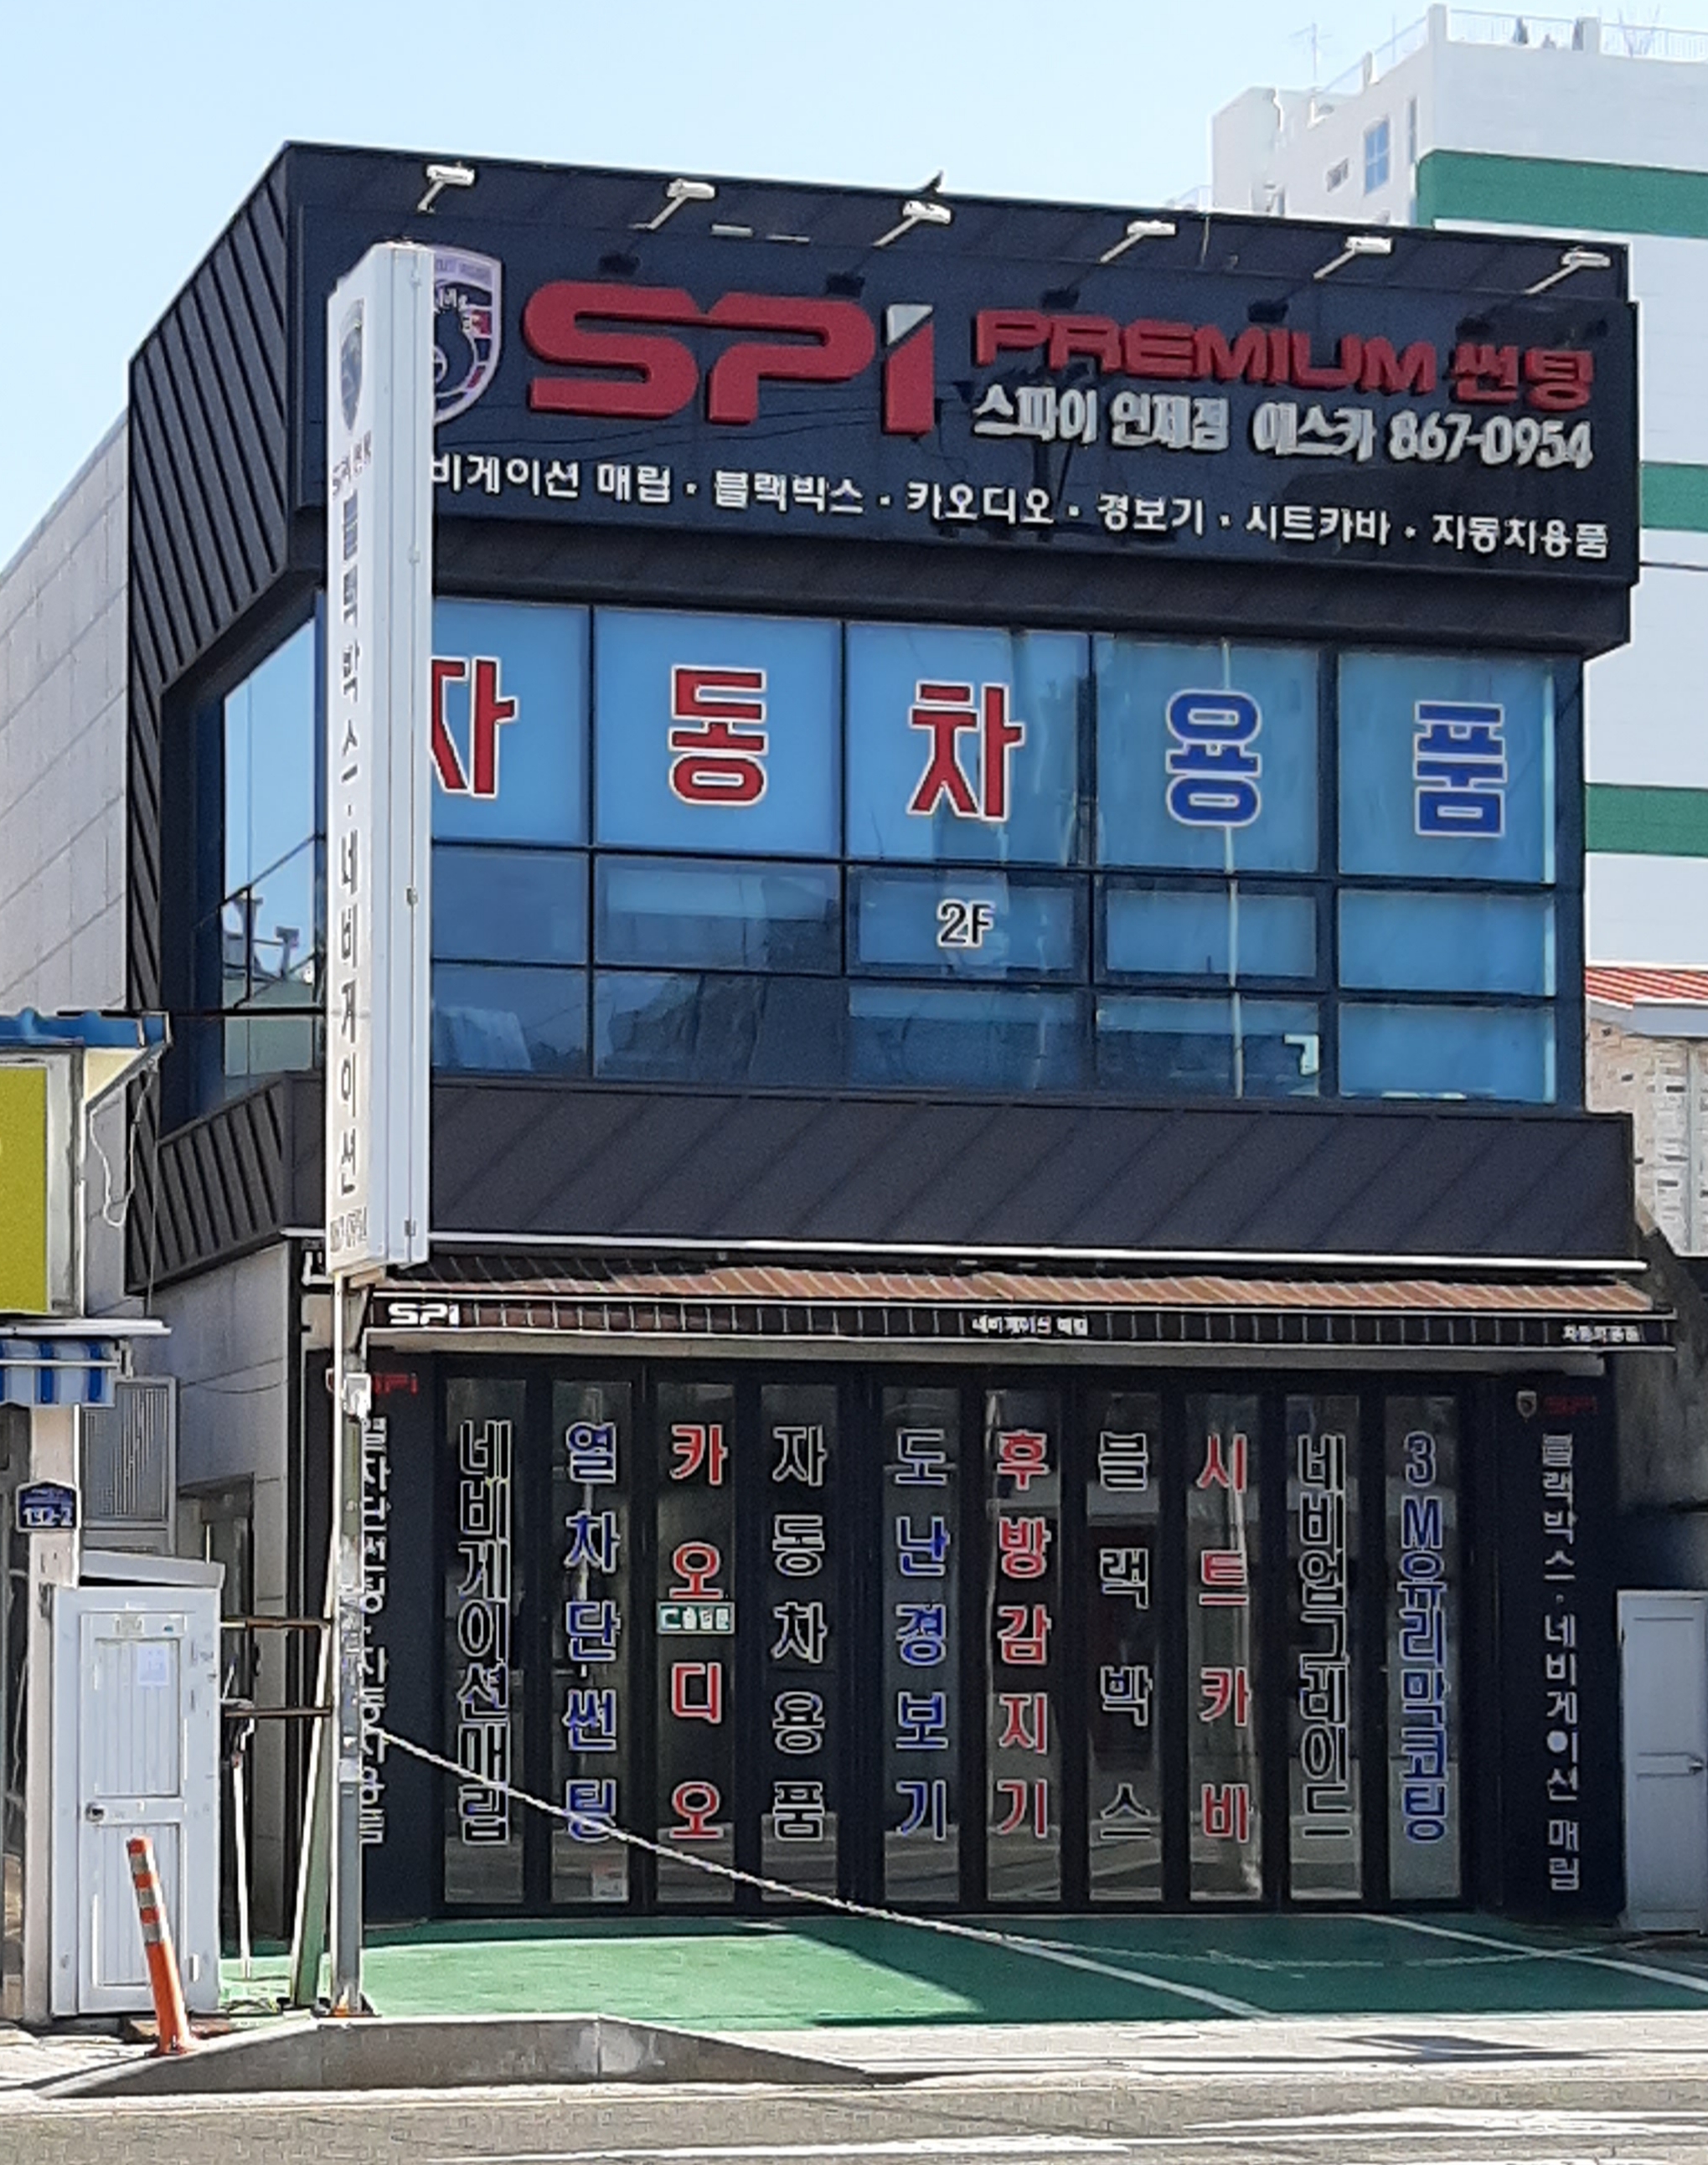 SPi PREMIUM 썬팅
스파이 인제점 에스카 867-0954
비게이션 매립 · 블랙박스 · 카오디오 · 경보기 · 시트카바 · 자동차용품
블랙박스 · 네비게이션
자동차용품
2F
SPi
네비게이션 매립
자동차용품
SPi
SPi
네비게이션매립
열차단썬팅
카오디오
자동차용품
도난경보기
후방감지기
블랙박스
시트카바
네비업그레이드
3M유리막코팅
블랙박스 · 네비게이션 매립
132-2